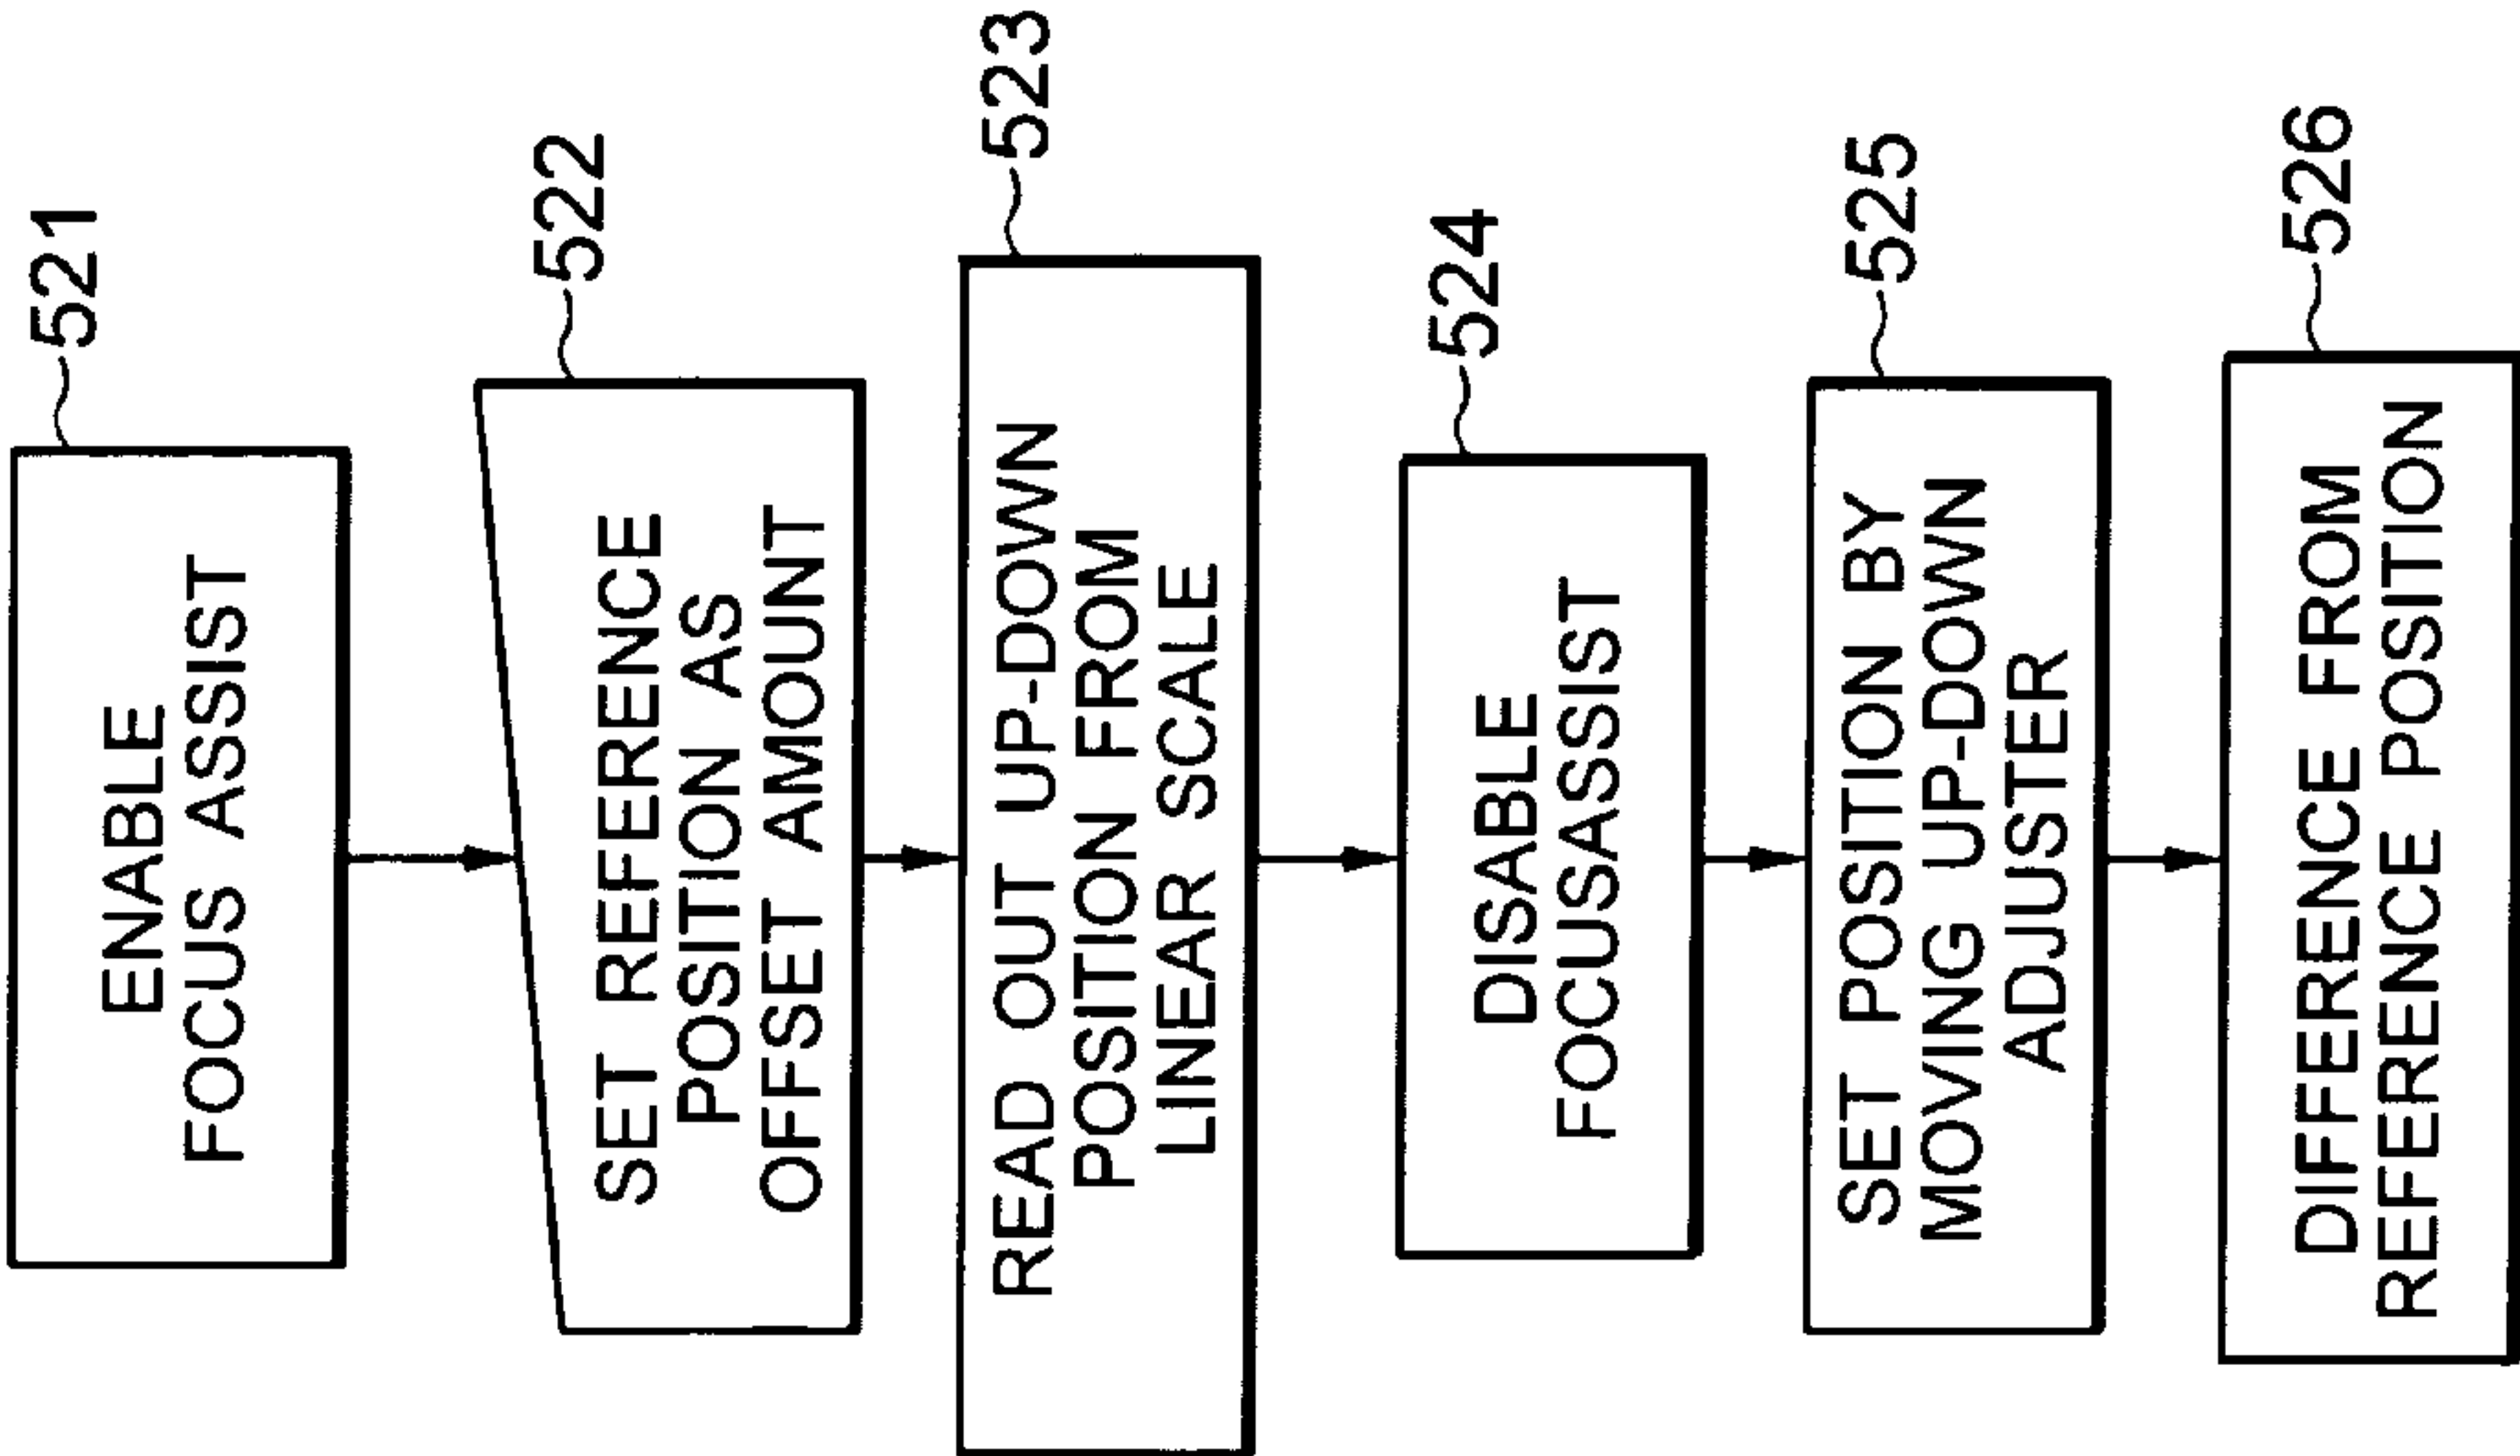 521
ENABLE
FOCUS ASSIST
522
SET REFERENCE
POSITION AS
OFFSET AMOUNT
523
READ OUT UP-DOWN
POSITION FROM
LINEAR SCALE
524
DISABLE
FOCUSASSIST
525
SET POSITION BY
MOVING UP-DOWN
ADJUSTER
526
DIFFERENCE FROM
REFERENCE POSITION